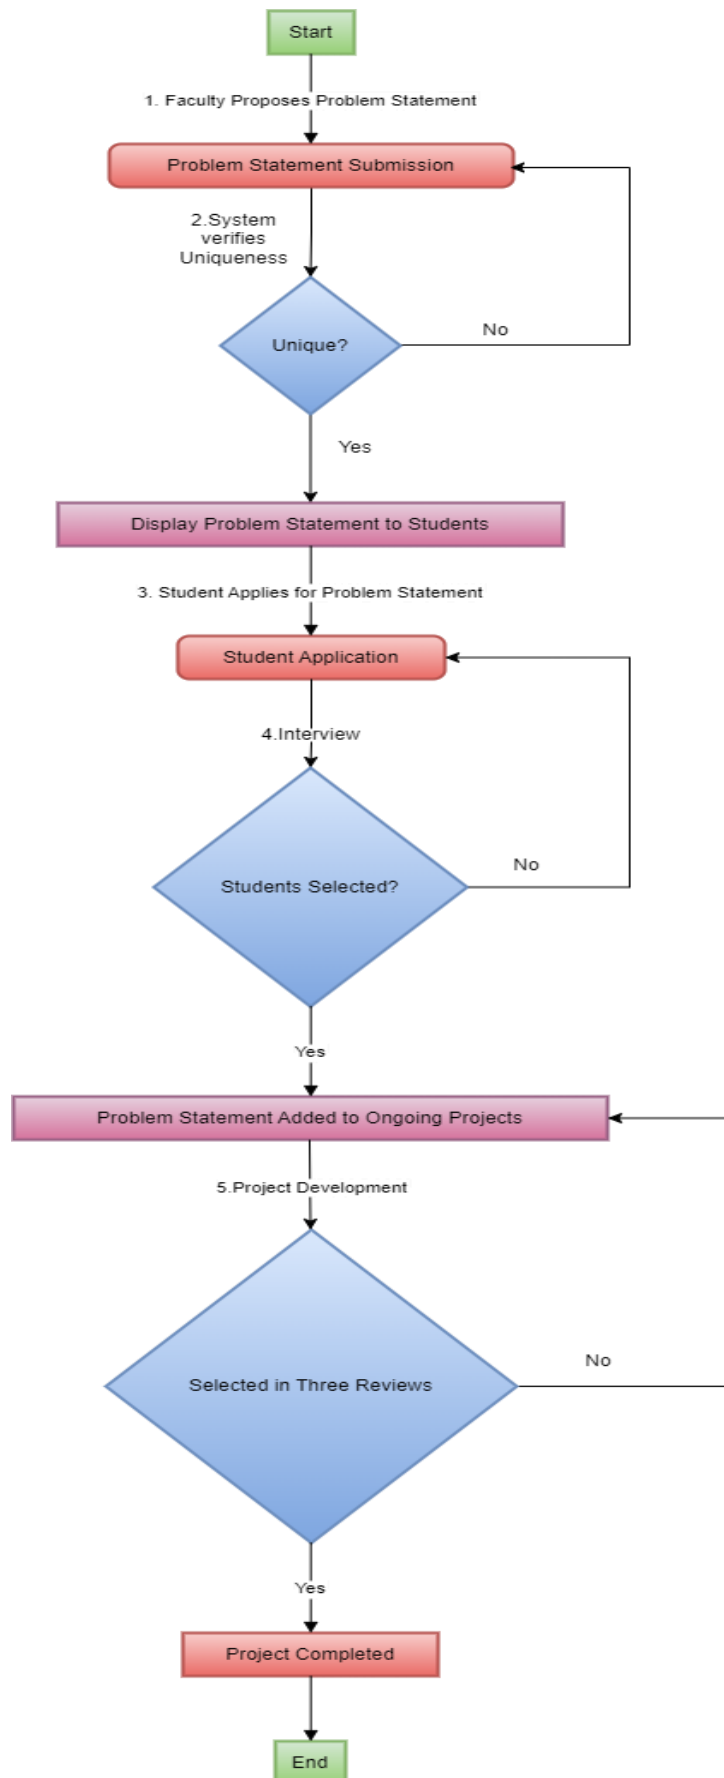 Start
1. Faculty Proposes Problem Statement
Problem Statement Submission
2.System
verifies
Uniqueness
Unique?
No
Yes
Display Problem Statement to Students
3. Student Applies for Problem Statement
Student Application
4.Interview
Students Selected?
No
Yes
Problem Statement Added to Ongoing Projects
5.Project Development
Selected in Three Reviews
No
Yes
Project Completed
End